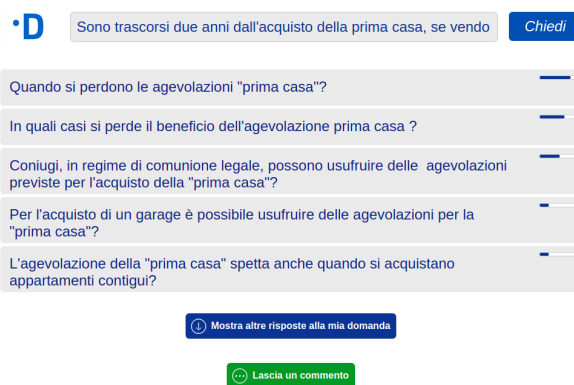 D
Sono trascorsi due anni dall'acquisto della prima casa, se vendo
Chiedi
Quando si perdono le agevolazioni "prima casa"?
In quali casi si perde il beneficio dell'agevolazione prima casa ?
Coniugi, in regime di comunione legale, possono usufruire delle  agevolazioni
previste per l'acquisto della "prima casa"?
Per l'acquisto di un garage è possibile usufruire delle agevolazioni per la
"prima casa"?
L'agevolazione della "prima casa" spetta anche quando si acquistano
appartamenti contigui?
Mostra altre risposte alla mia domanda
Lascia un commento